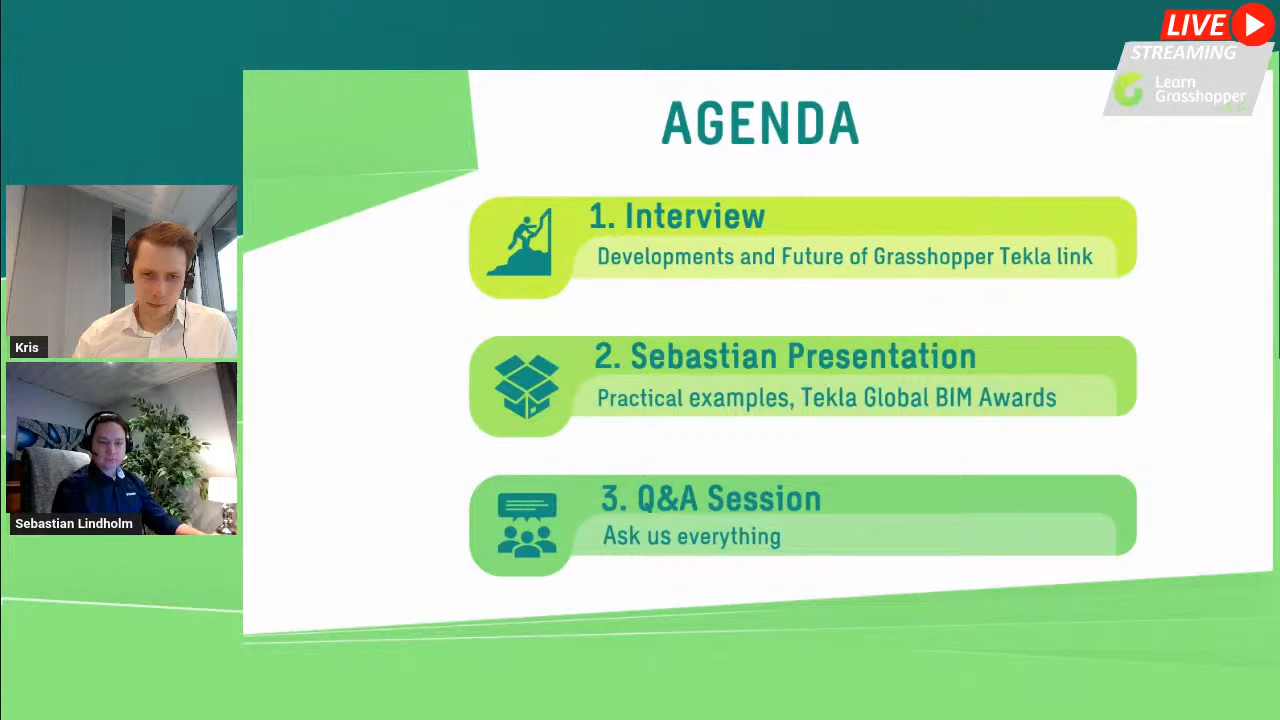 LIVE
STREAMING
Learn
Grasshopper
AGENDA
1. Interview
Developments and Future of Grasshopper Tekla link
2. Sebastian Presentation
Practical examples, Tekla Global BIM Awards
3. Q&A Session
Ask us everything
Kris
Sebastian Lindholm